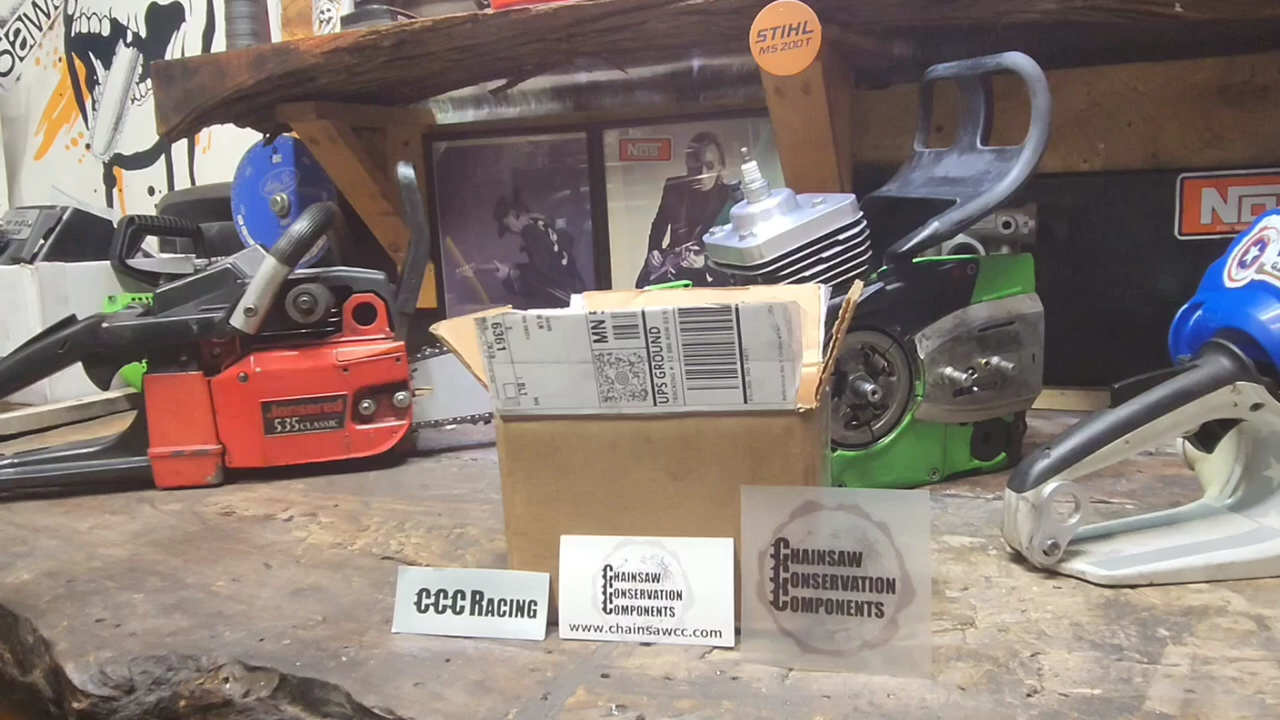 STIHL
MS 200T
NOS
NO
Jonsered
535 CLASSIC
MN
UPS GROUND
CCC RACING
CHAINSAW
CONSERVATION
COMPONENTS
www.chainsawcc.com
CHAINSAW
CONSERVATION
COMPONENTS